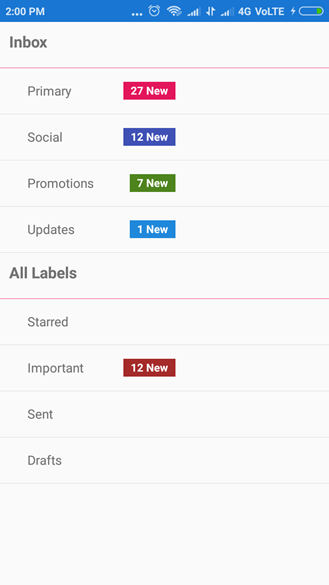 2:00 PM ... 4G VoLTE
Inbox
Primary 27 New
Social 12 New
Promotions 7 New
Updates 1 New
All Labels
Starred
Important 12 New
Sent
Drafts